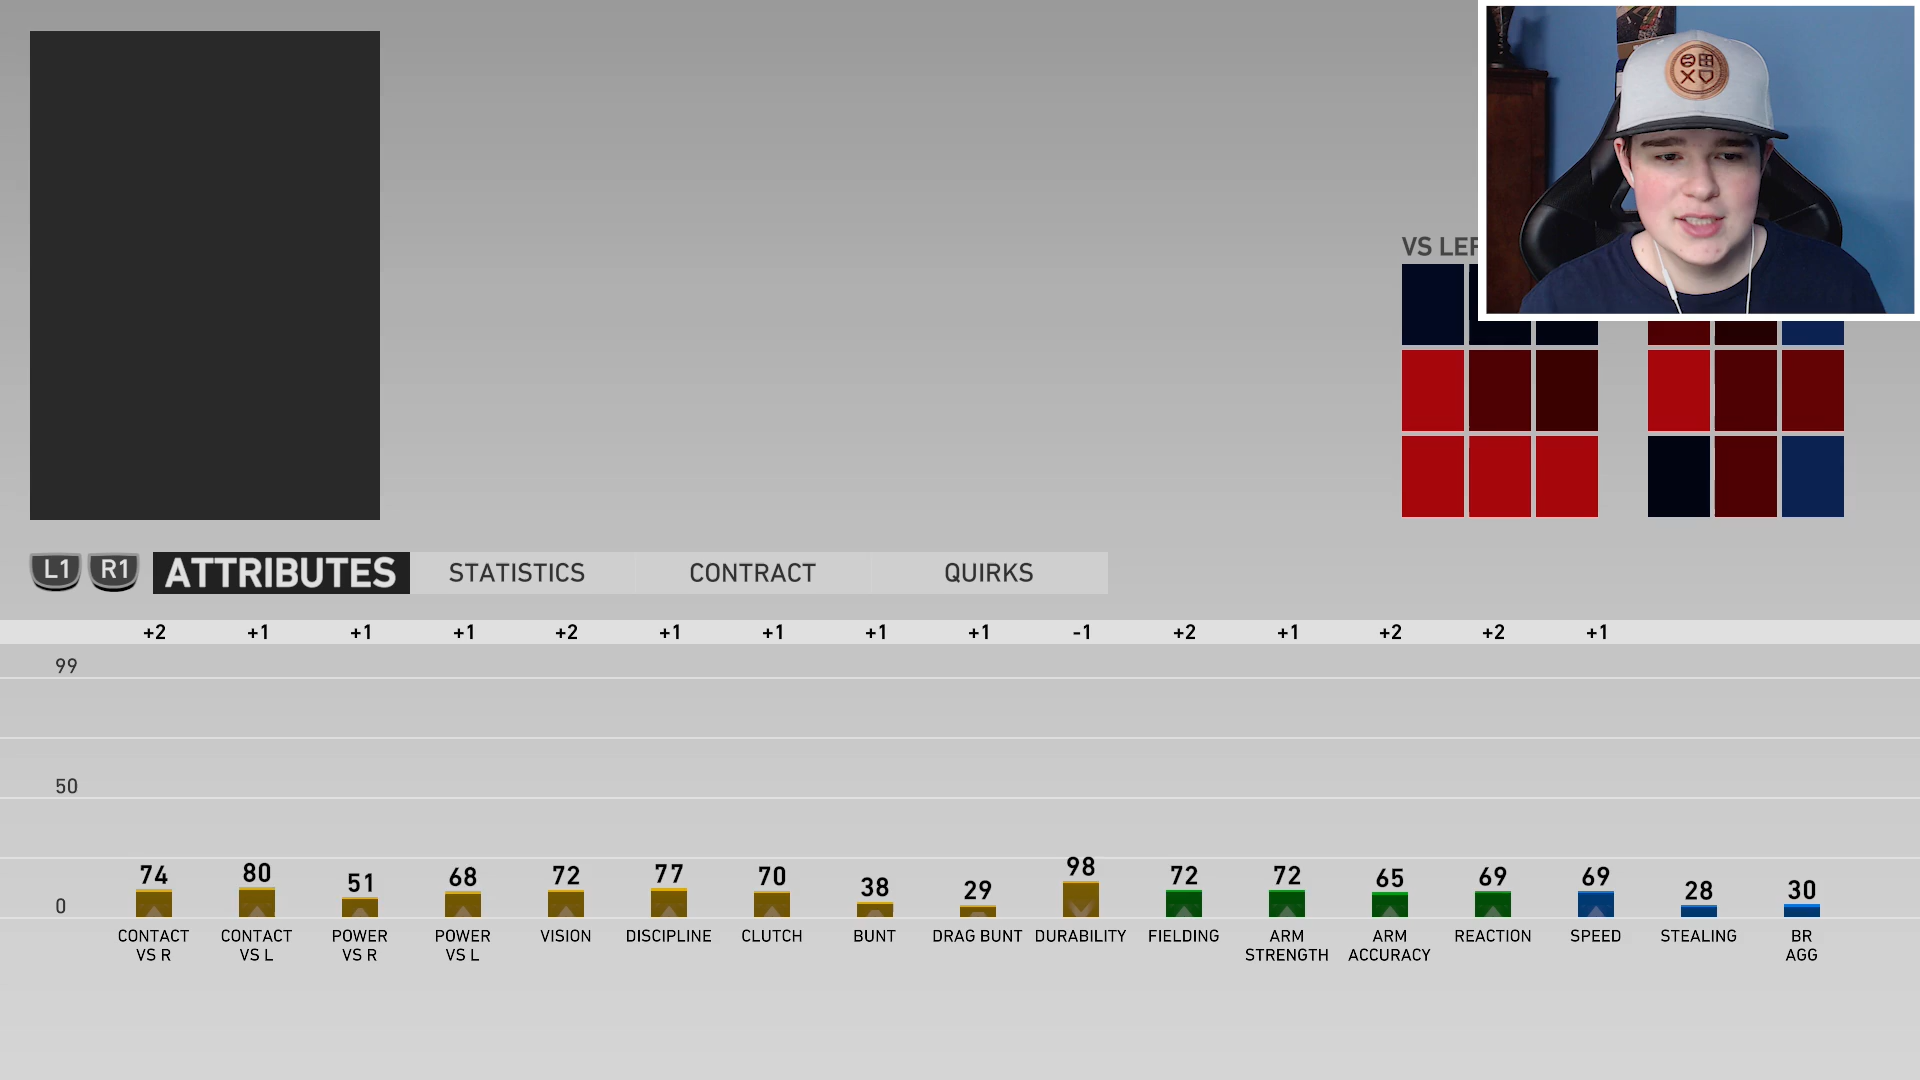 VS LEF
L1 R1 ATTRIBUTES STATISTICS CONTRACT QUIRKS
+2 +1 +1 +1 +2 +1 +1 +1 +1 -1 +2 +1 +2 +2 +1
99
50
0
74 80 51 68 72 77 70 38 29 98 72 72 65 69 69 28 30
CONTACT VS R
CONTACT VS L
POWER VS R
POWER VS L
VISION
DISCIPLINE
CLUTCH
BUNT
DRAG BUNT
DURABILITY
FIELDING
ARM STRENGTH
ARM ACCURACY
REACTION
SPEED
STEALING
BR AGG